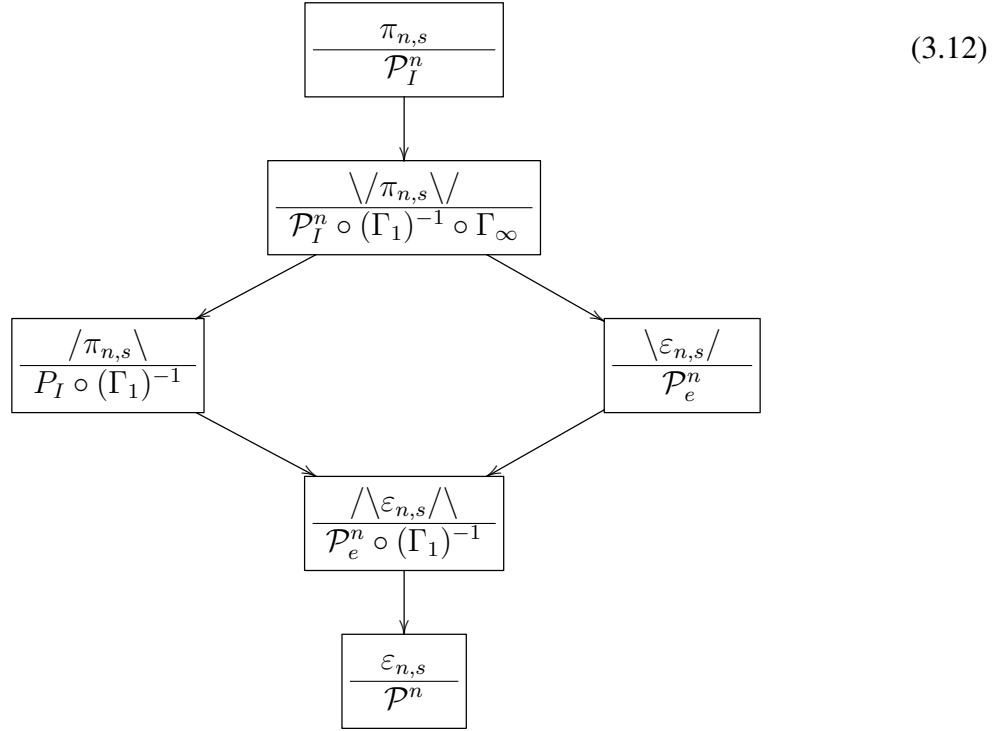 π_{n,s}
(3.12)
𝒫_I^n
\/π_{n,s}\/
𝒫_I^n ∘ (Γ_1)^{-1} ∘ Γ_∞
/π_{n,s}\
P_I ∘ (Γ_1)^{-1}
\ε_{n,s}/
𝒫_e^n
/\ε_{n,s}/\
𝒫_e^n ∘ (Γ_1)^{-1}
ε_{n,s}
𝒫^n